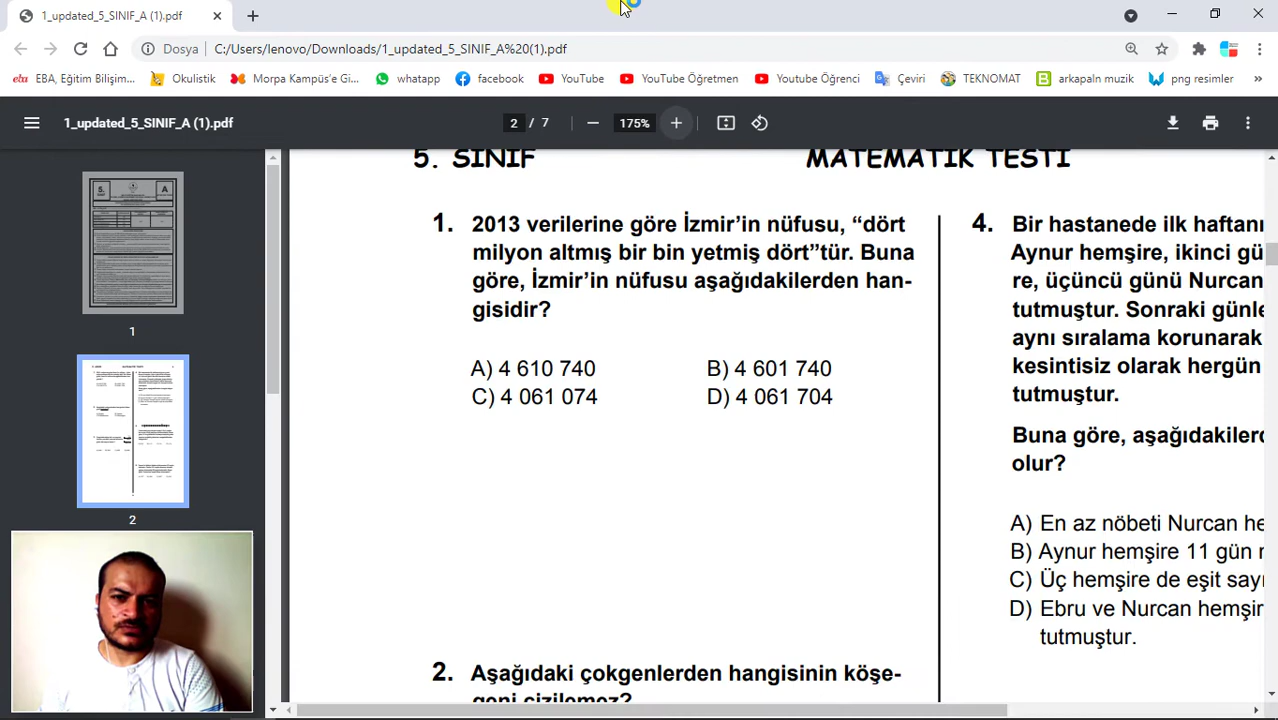 1_updated_5_SINIF_A (1).pdf
Dosya C:/Users/lenovo/Downloads/1_updated_5_SINIF_A%20(1).pdf
EBA, Eğitim Bilişim... Okulistik Morpa Kampüs'e Gi... whatapp facebook YouTube YouTube Öğretmen Youtube Öğrenci Çeviri TEKNOMAT arkapaln muzik png resimler »
1_updated_5_SINIF_A (1).pdf 2 / 7 175%
5. SINIF MATEMATİK TESTİ
1. 2013 verilerine göre İzmir'in nüfusu, “dört
milyon altmış bir bin yetmiş dört”tür. Buna
göre, İzmir'in nüfusu aşağıdakilerden han-
gisidir?
A) 4 610 740 B) 4 601 740
C) 4 061 074 D) 4 061 704
2. Aşağıdaki çokgenlerden hangisinin köşe-
geni çizilemez?
4. Bir hastanede ilk haftanı
Aynur hemşire, ikinci gü
re, üçüncü günü Nurcan
tutmuştur. Sonraki günle
aynı sıralama korunarak
kesintisiz olarak hergün
tutmuştur.
Buna göre, aşağıdakilerd
olur?
A) En az nöbeti Nurcan he
B) Aynur hemşire 11 gün
C) Üç hemşire de eşit sayı
D) Ebru ve Nurcan hemşir
tutmuştur.
5.
A
1
2